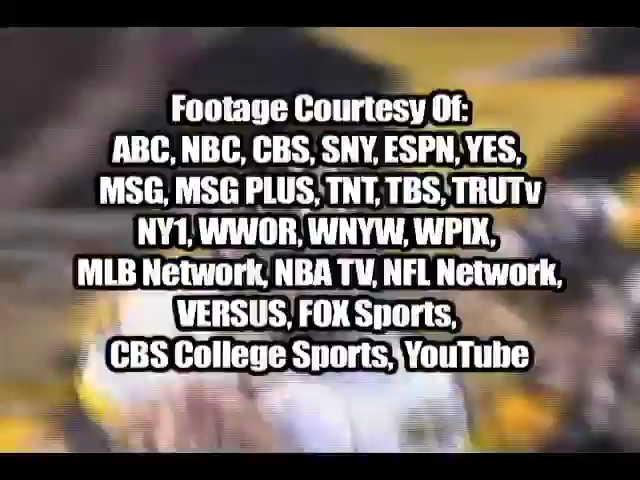 Footage Courtesy Of:
ABC, NBC, CBS, SNY, ESPN, YES,
MSG, MSG PLUS, TNT, TBS, TRUTv
NY1, WWOR, WNYW, WPIX,
MLB Network, NBA TV, NFL Network,
VERSUS, FOX Sports,
CBS College Sports, YouTube